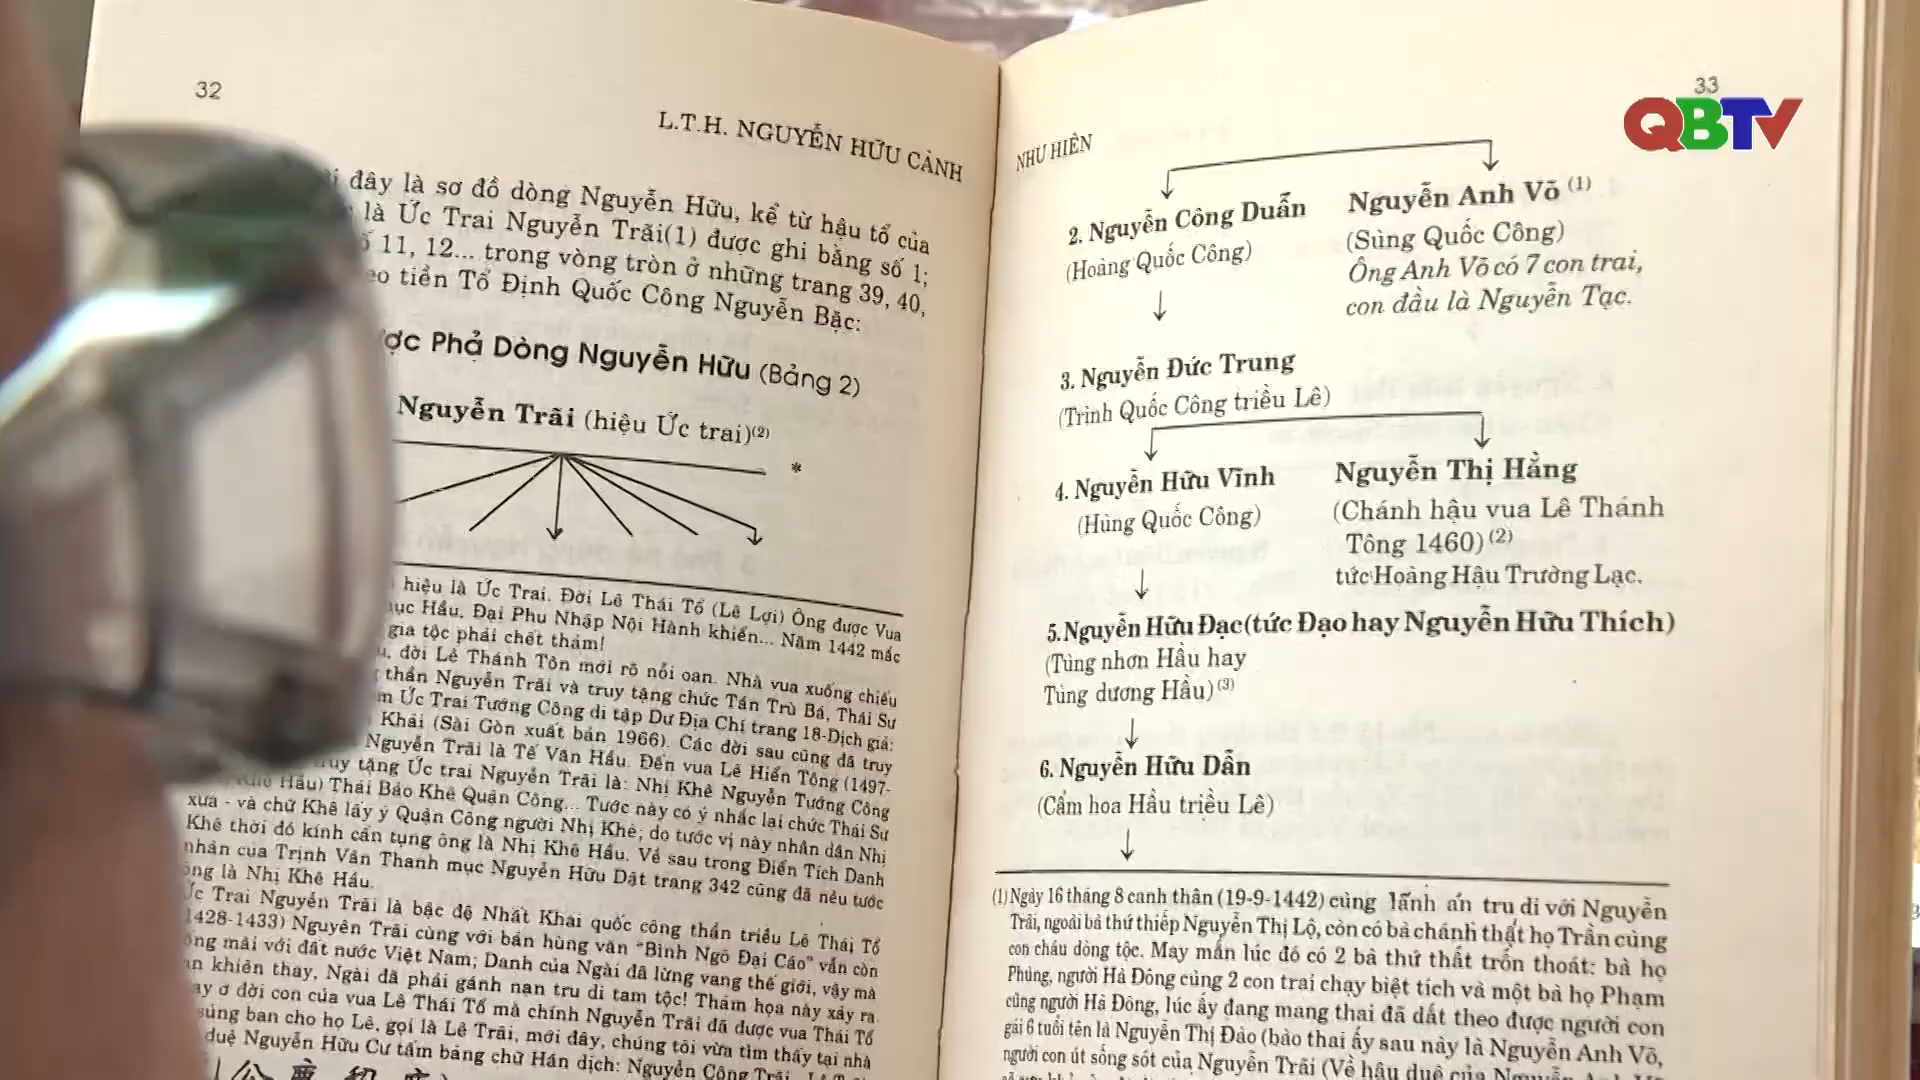 32
L.T.H. NGUYỄN HỮU CẢNH
đây là sơ đồ dòng Nguyễn Hữu, kể từ hậu tổ của
là Ức Trai Nguyễn Trãi(1) được ghi bằng số 1;
11, 12... trong vòng tròn ở những trang 39, 40,
tiền Tổ Định Quốc Công Nguyễn Bặc:
Phả Dòng Nguyễn Hữu (Bảng 2)
Nguyễn Trãi (hiệu Ức trai)(2)
*
hiệu là Ức Trai. Đời Lê Thái Tổ (Lê Lợi) Ông được Vua
Hầu, Đại Phu Nhập Nội Hành khiển... Năm 1442 mắc
gia tộc phải chết thảm!
đời Lê Thánh Tôn mới rõ nỗi oan. Nhà vua xuống chiếu
thần Nguyễn Trãi và truy tặng chức Tán Trù Bá, Thái Sư
Ức Trai Tướng Công di tập Dư Địa Chí trang 18-Dịch giả:
Khải (Sài Gòn xuất bản 1966). Các đời sau cũng đã truy
Nguyễn Trãi là Tế Văn Hầu. Đến vua Lê Hiển Tông (1497-
tặng Ức trai Nguyễn Trãi là: Nhị Khê Nguyễn Tướng Công
Khê Hầu) Thái Bảo Khê Quận Công... Tước này có ý nhắc lại chức Thái Sư
xưa - và chữ Khê lấy ý Quận Công người Nhị Khê; do tước vị này nhân dân Nhị
Khê thời đó kính cẩn tụng ông là Nhị Khê Hầu. Về sau trong Điển Tích Danh
nhân của Trịnh Vân Thanh mục Nguyễn Hữu Dật trang 342 cũng đã nêu tước
ông là Nhị Khê Hầu.
Ức Trai Nguyễn Trãi là bậc đệ Nhất Khai quốc công thần triều Lê Thái Tổ
1428-1433) Nguyễn Trãi cùng với bản hùng văn "Bình Ngô Đại Cáo" vẫn còn
mãi với đất nước Việt Nam; Danh của Ngài đã lừng vang thế giới, vậy mà
khiến thay, Ngài đã phải gánh nạn tru di tam tộc! Thảm họa này xảy ra
ở đời con của vua Lê Thái Tổ mà chính Nguyễn Trãi đã được vua Thái Tổ
ban cho họ Lê, gọi là Lê Trãi, mới đây, chúng tôi vừa tìm thấy tại nhà
duệ Nguyễn Hữu Cư tấm bảng chữ Hán dịch: Nguyễn Công Trãi
33
QBTV
NHƯ HIÊN
2. Nguyễn Công Duẩn
(Hoàng Quốc Công)
Nguyễn Anh Võ (1)
(Sùng Quốc Công)
Ông Anh Võ có 7 con trai,
con đầu là Nguyễn Tạc.
3. Nguyễn Đức Trung
(Trình Quốc Công triều Lê)
4. Nguyễn Hữu Vĩnh
(Hùng Quốc Công)
Nguyễn Thị Hằng
(Chánh hậu vua Lê Thánh
Tông 1460)(2)
tức Hoàng Hậu Trường Lạc.
5. Nguyễn Hữu Đạc (tức Đạo hay Nguyễn Hữu Thích)
(Tùng nhơn Hầu hay
Tùng dương Hầu)(3)
6. Nguyễn Hữu Dẫn
(Cẩm hoa Hầu triều Lê)
(1) Ngày 16 tháng 8 canh thân (19-9-1442) cùng lãnh án tru di với Nguyễn
Trãi, ngoài bà thứ thiếp Nguyễn Thị Lộ, còn có bà chánh thất họ Trần cùng
con cháu dòng tộc. May mắn lúc đó có 2 bà thứ thất trốn thoát: bà họ
Phùng, người Hà Đông cùng 2 con trai chạy biệt tích và một bà họ Phạm
cũng người Hà Đông, lúc ấy đang mang thai đã dắt theo được người con
gái 6 tuổi tên là Nguyễn Thị Đào (bào thai ấy sau này là Nguyễn Anh Võ,
người con út sống sót của Nguyễn Trãi (Về hậu duệ của Nguyễn Anh Võ